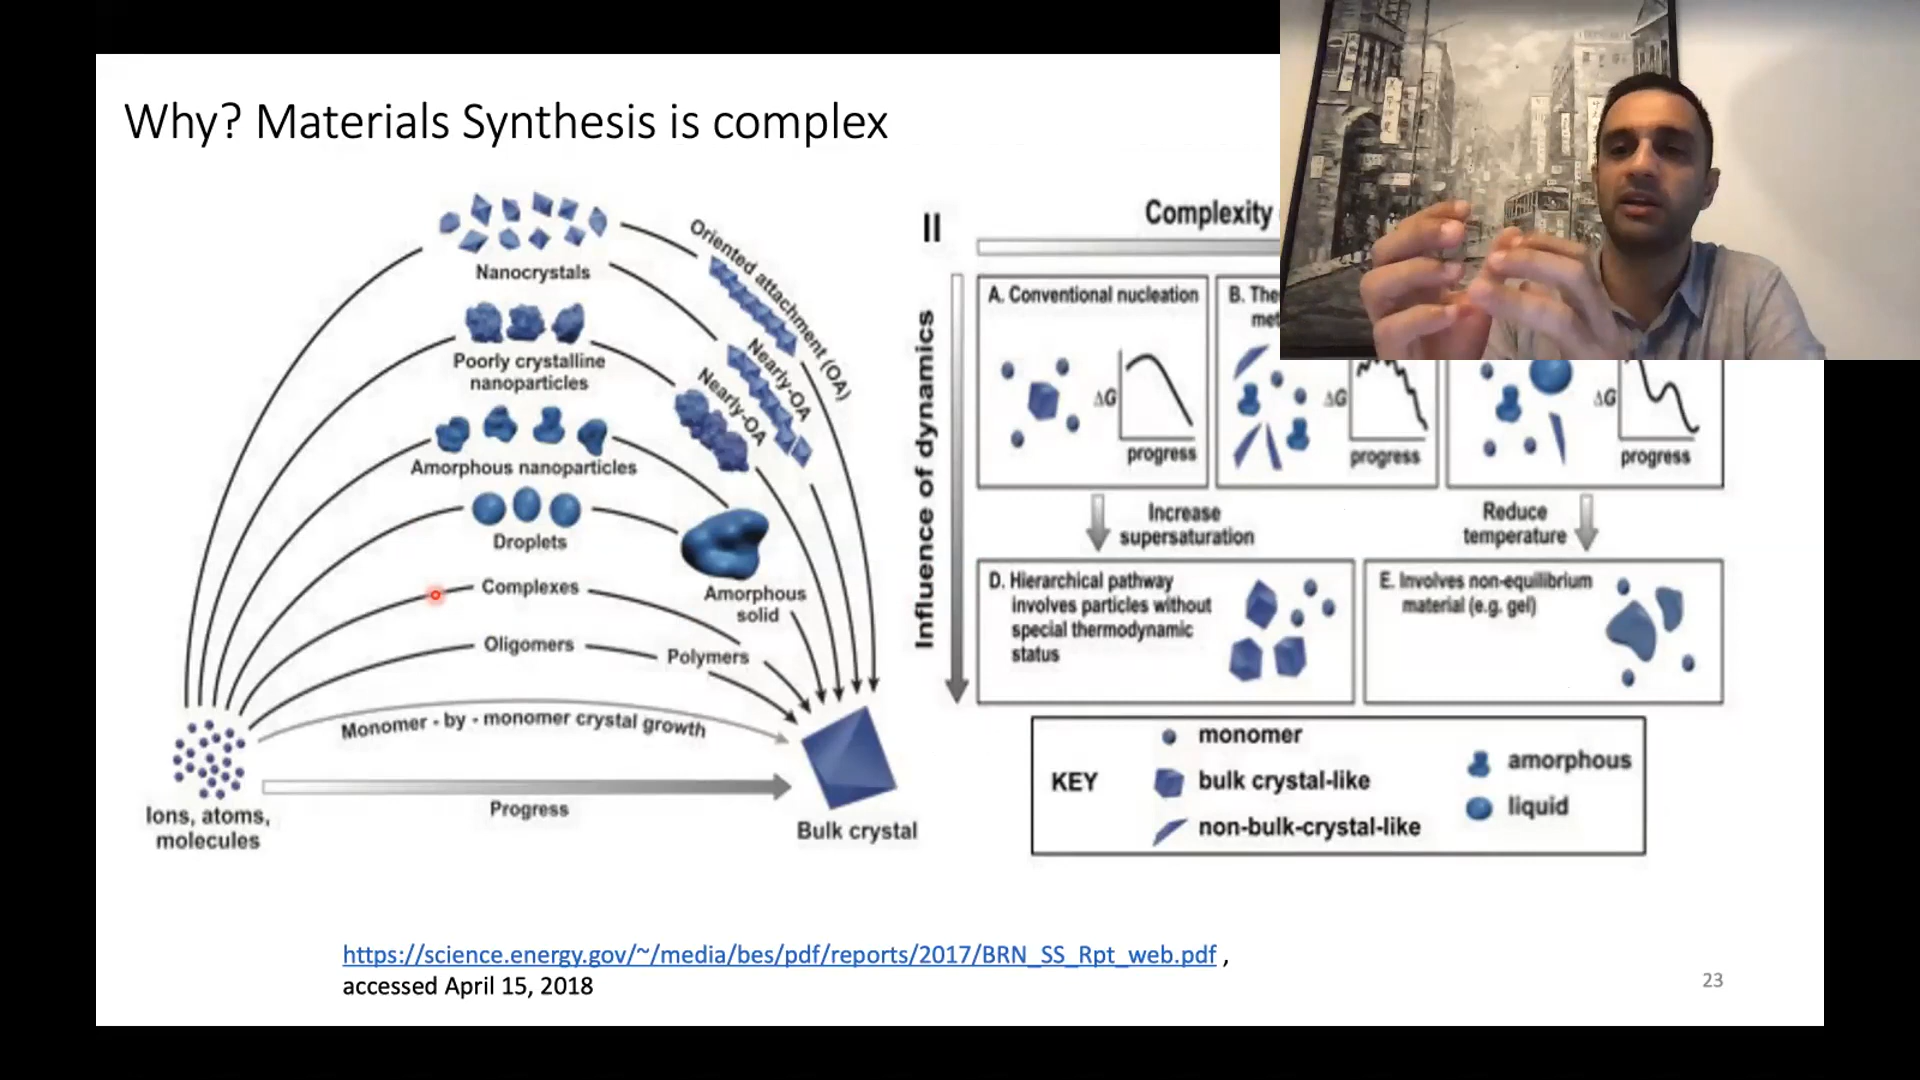 Why? Materials Synthesis is complex
Nanocrystals
Poorly crystalline
nanoparticles
Amorphous nanoparticles
Droplets
Complexes
Oligomers
Polymers
Monomer - by - monomer crystal growth
Progress
Ions, atoms,
molecules
Bulk crystal
Amorphous
solid
Oriented attachment (OA)
Nearly-OA
Nearly-OA
II
Complexity
Influence of dynamics
A. Conventional nucleation
ΔG
progress
B. The
met
ΔG
progress
ΔG
progress
Increase
supersaturation
Reduce
temperature
D. Hierarchical pathway
involves particles without
special thermodynamic
status
E. Involves non-equilibrium
material (e.g. gel)
KEY
monomer
bulk crystal-like
non-bulk-crystal-like
amorphous
liquid
https://science.energy.gov/~/media/bes/pdf/reports/2017/BRN_SS_Rpt_web.pdf ,
accessed April 15, 2018
23